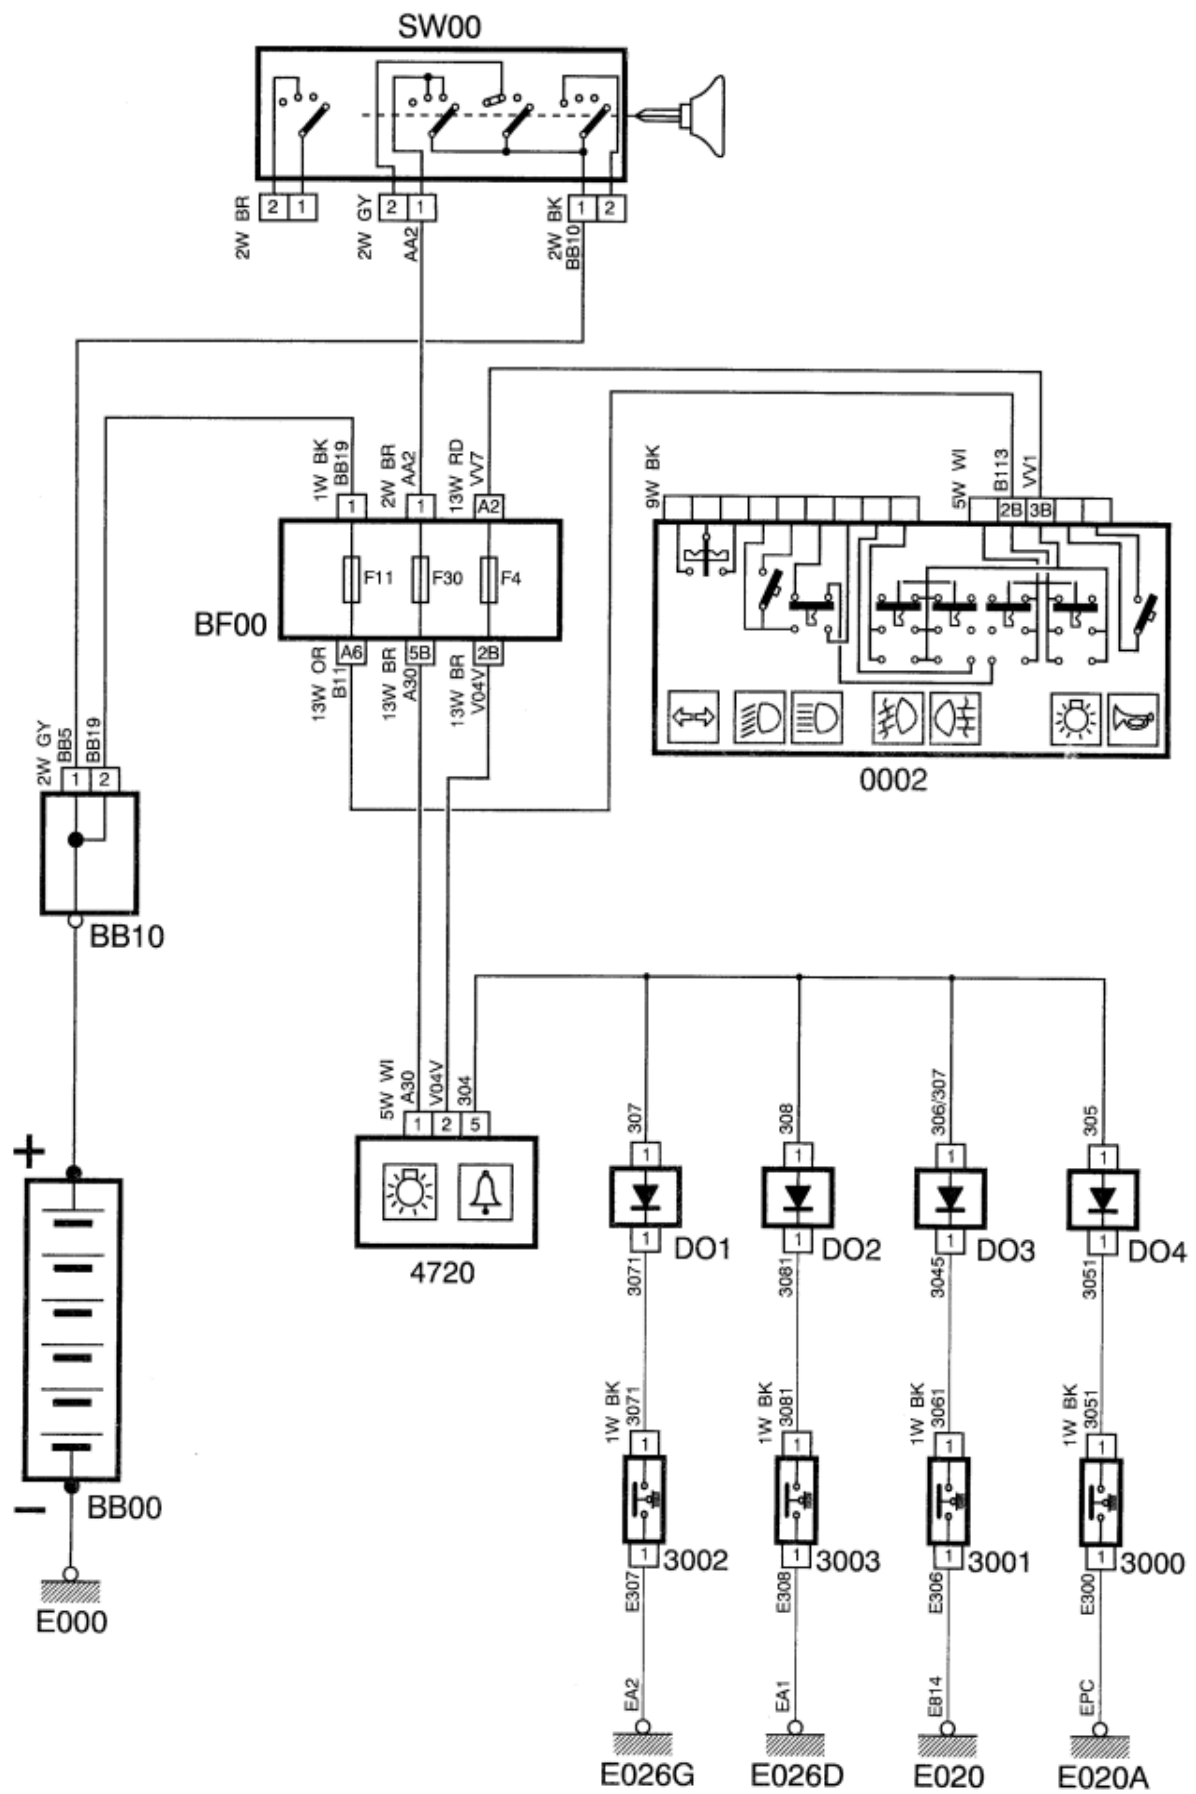 SW00
2 1
2 1
1 2
2W BR
2W GY
AA2
2W BK
BB10
1W BK
BB19
2W BR
AA2
13W RD
VV7
9W BK
5W WI
B113
VV1
1
1
A2
2B 3B
F11
F30
F4
BF00
A6
5B
2B
13W OR
B11
13W BR
A30
13W BR
V04V
2W GY
BB5
BB19
1 2
0002
BB10
5W WI
A30
V04V
304
307
308
306/307
305
1 2 5
1
1
1
1
+
4720
1
DO1
1
DO2
1
DO3
1
DO4
3071
3081
3045
3051
1W BK
3071
1W BK
3081
1W BK
3061
1W BK
3051
1
1
1
1
BB00
–
1
3002
1
3003
1
3001
1
3000
E307
E308
E306
E300
E000
EA2
EA1
E814
EPC
E026G
E026D
E020
E020A